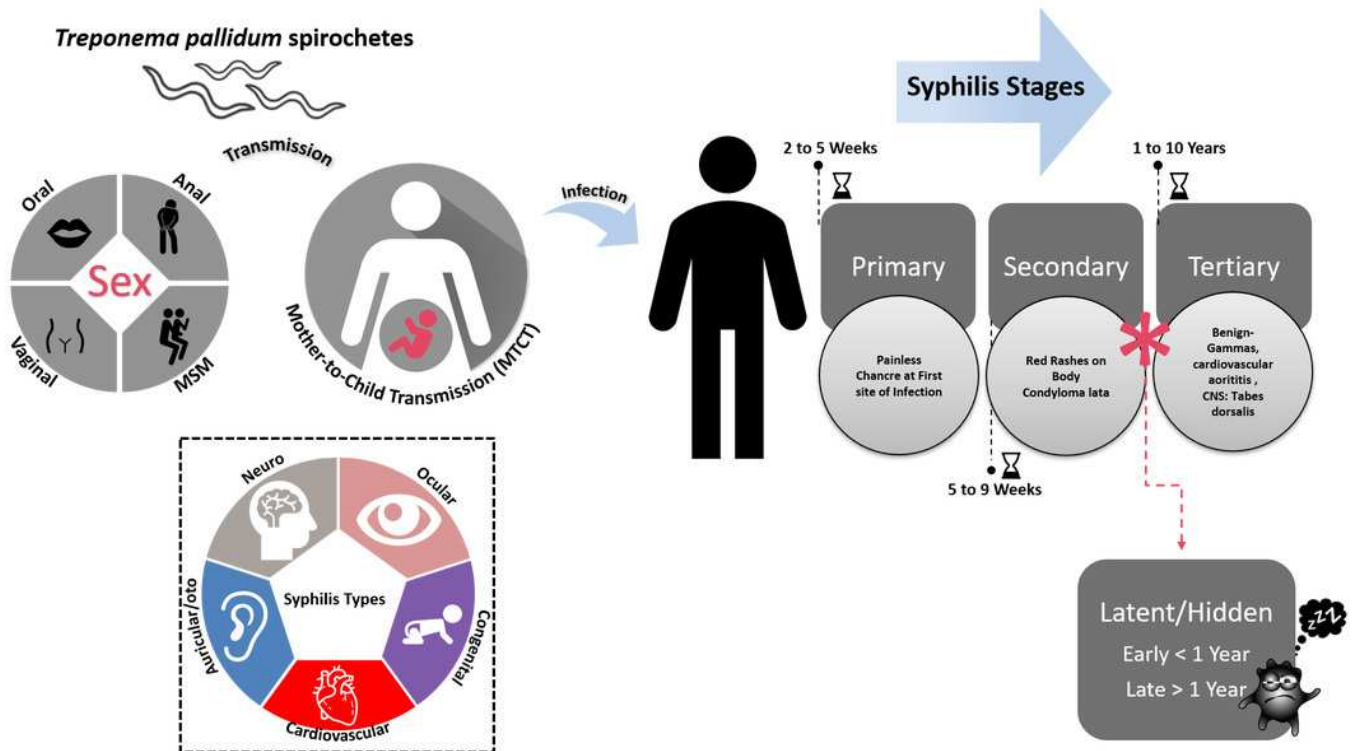 Treponema pallidum spirochetes
Transmission
Oral
Anal
Sex
Vaginal
MSM
Mother-to-Child Transmission (MTCT)
Infection
Syphilis Stages
2 to 5 Weeks
1 to 10 Years
Primary
Secondary
Tertiary
Painless
Chancre at First
site of Infection
Red Rashes on
Body
Condyloma lata
Benign-
Gammas,
cardiovascular
aorititis ,
CNS: Tabes
dorsalis
5 to 9 Weeks
Neuro
Ocular
Auricular/oto
Syphilis Types
Congenital
Cardiovascular
Latent/Hidden
Early < 1 Year
Late > 1 Year
zZZ